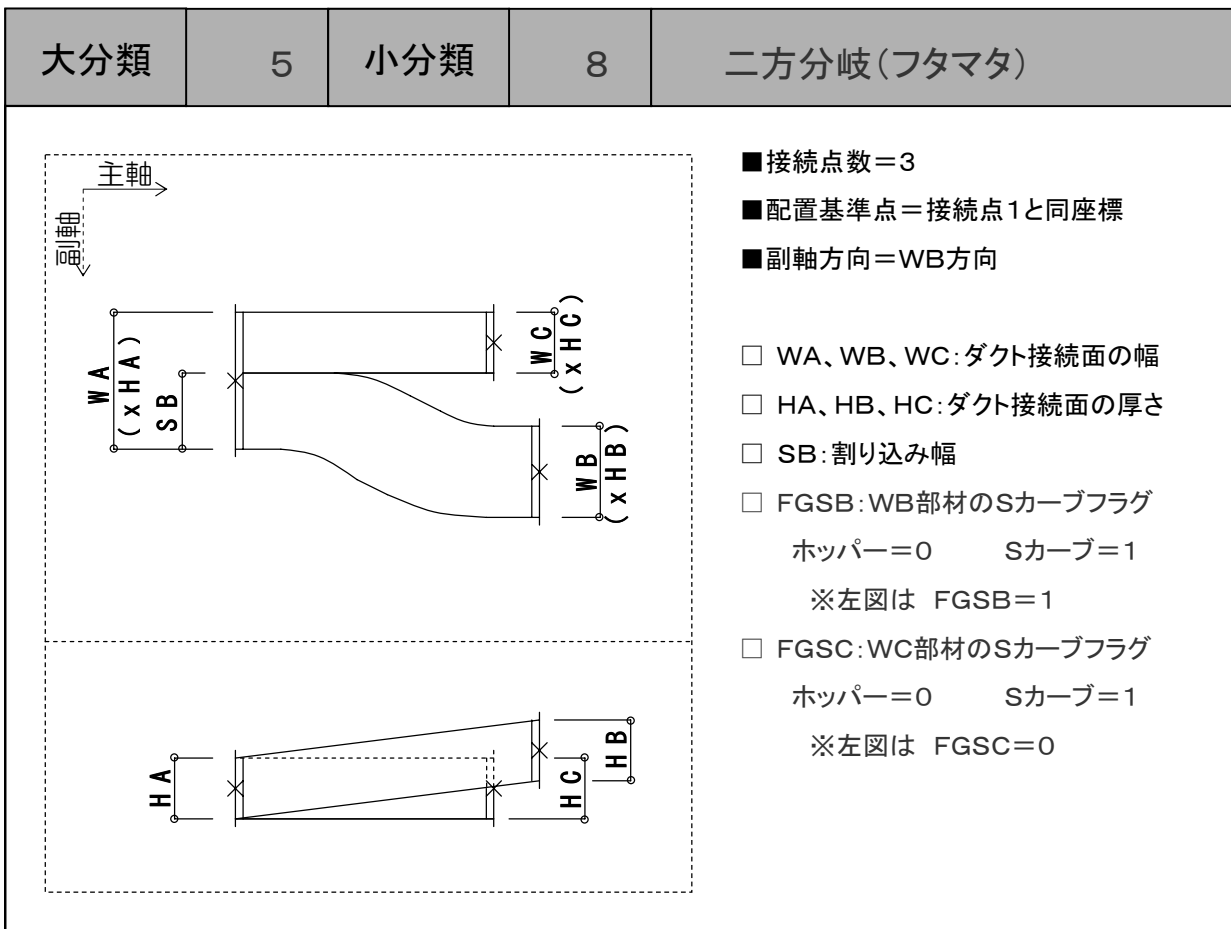 大分類 5 小分類 8 二方分岐(フタマタ)
主軸
副軸
WA
(xHA)
SB
WC
(xHC)
WB
(xHB)
HA
HC
HB
■接続点数=3
■配置基準点=接続点1と同座標
■副軸方向=WB方向
□ WA、WB、WC:ダクト接続面の幅
□ HA、HB、HC:ダクト接続面の厚さ
□ SB:割り込み幅
□ FGSB:WB部材のSカーブフラグ
ホッパー=0 Sカーブ=1
※左図は FGSB=1
□ FGSC:WC部材のSカーブフラグ
ホッパー=0 Sカーブ=1
※左図は FGSC=0